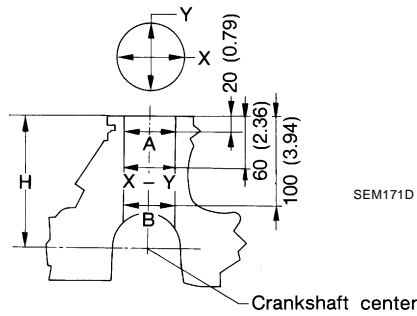 Y
X
20 (0.79)
60 (2.36)
100 (3.94)
A
H
X – Y
B
SEM171D
Crankshaft center